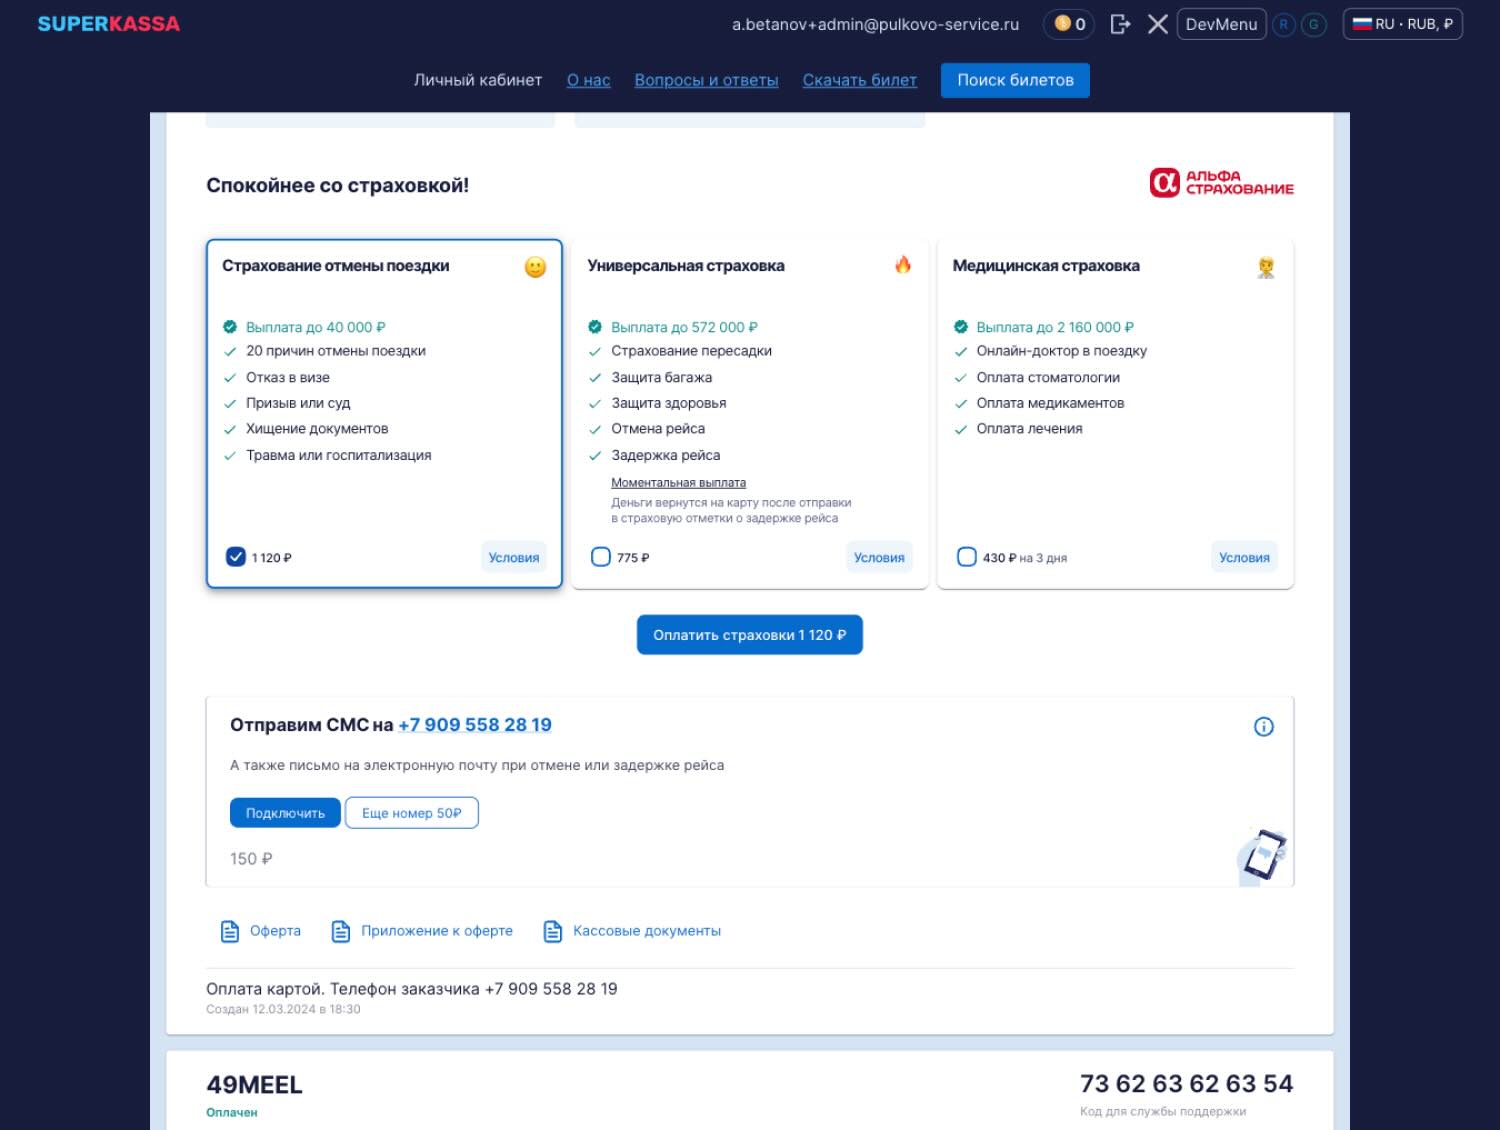 SUPERKASSA
a.betanov+admin@pulkovo-service.ru
0
DevMenu
R
G
RU · RUB, ₽
Личный кабинет
О нас
Вопросы и ответы
Скачать билет
Поиск билетов
Спокойнее со страховкой!
АЛЬФА
СТРАХОВАНИЕ
Страхование отмены поездки
Выплата до 40 000 ₽
20 причин отмены поездки
Отказ в визе
Призыв или суд
Хищение документов
Травма или госпитализация
1 120 ₽
Условия
Универсальная страховка
Выплата до 572 000 ₽
Страхование пересадки
Защита багажа
Защита здоровья
Отмена рейса
Задержка рейса
Моментальная выплата
Деньги вернутся на карту после отправки
в страховую отметки о задержке рейса
775 ₽
Условия
Медицинская страховка
Выплата до 2 160 000 ₽
Онлайн-доктор в поездку
Оплата стоматологии
Оплата медикаментов
Оплата лечения
430 ₽ на 3 дня
Условия
Оплатить страховки 1 120 ₽
Отправим СМС на +7 909 558 28 19
А также письмо на электронную почту при отмене или задержке рейса
Подключить
Еще номер 50₽
150 ₽
Оферта
Приложение к оферте
Кассовые документы
Оплата картой. Телефон заказчика +7 909 558 28 19
Создан 12.03.2024 в 18:30
49MEEL
Оплачен
73 62 63 62 63 54
Код для службы поддержки